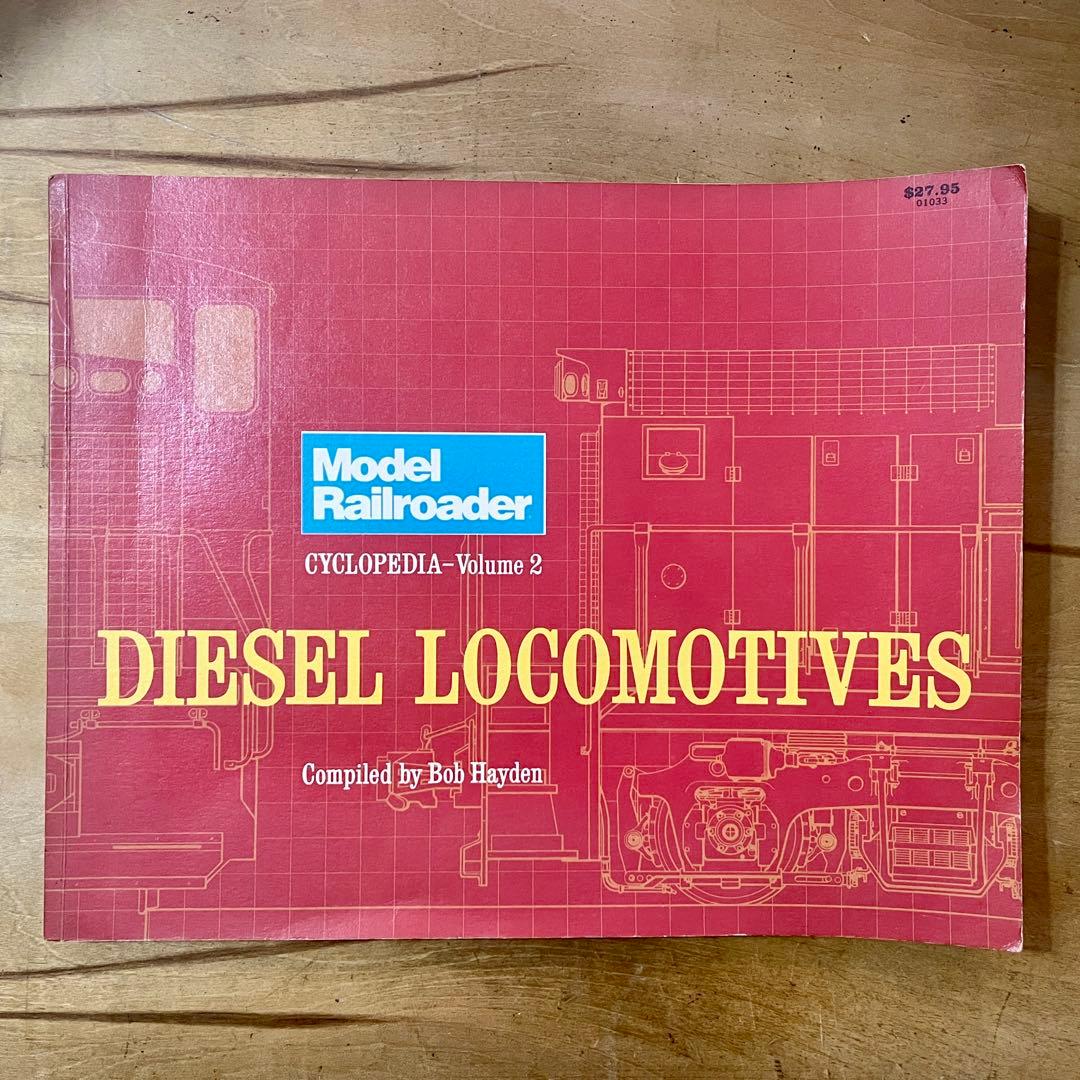 $27.95
01033
Model
Railroader
CYCLOPEDIA–Volume 2
DIESEL LOCOMOTIVES
Compiled by Bob Hayden